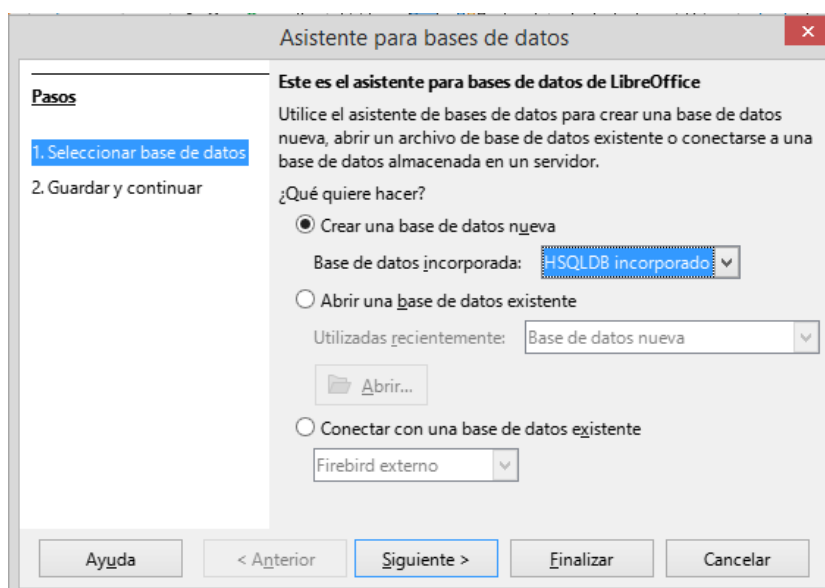 Asistente para bases de datos
Pasos
1. Seleccionar base de datos
2. Guardar y continuar
Este es el asistente para bases de datos de LibreOffice
Utilice el asistente de bases de datos para crear una base de datos
nueva, abrir un archivo de base de datos existente o conectarse a una
base de datos almacenada en un servidor.
¿Qué quiere hacer?
Crear una base de datos nueva
Base de datos incorporada: HSQLDB incorporado
Abrir una base de datos existente
Utilizadas recientemente: Base de datos nueva
Abrir...
Conectar con una base de datos existente
Firebird externo
Ayuda < Anterior Siguiente > Finalizar Cancelar